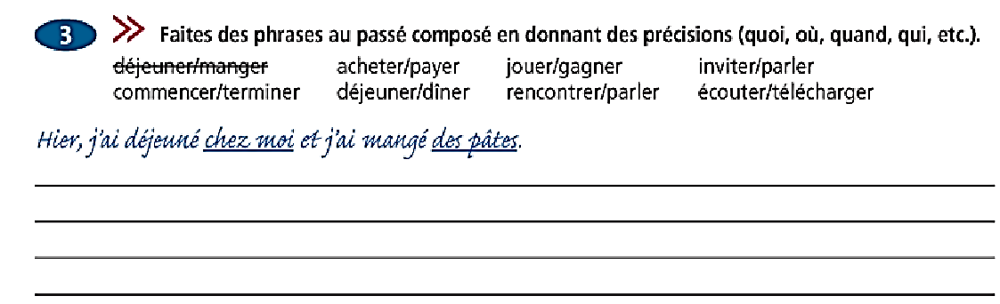 3 >> Faites des phrases au passé composé en donnant des précisions (quoi, où, quand, qui, etc.).
déjeuner/manger acheter/payer jouer/gagner inviter/parler
commencer/terminer déjeuner/dîner rencontrer/parler écouter/télécharger
Hier, j'ai déjeuné chez moi et j'ai mangé des pâtes.